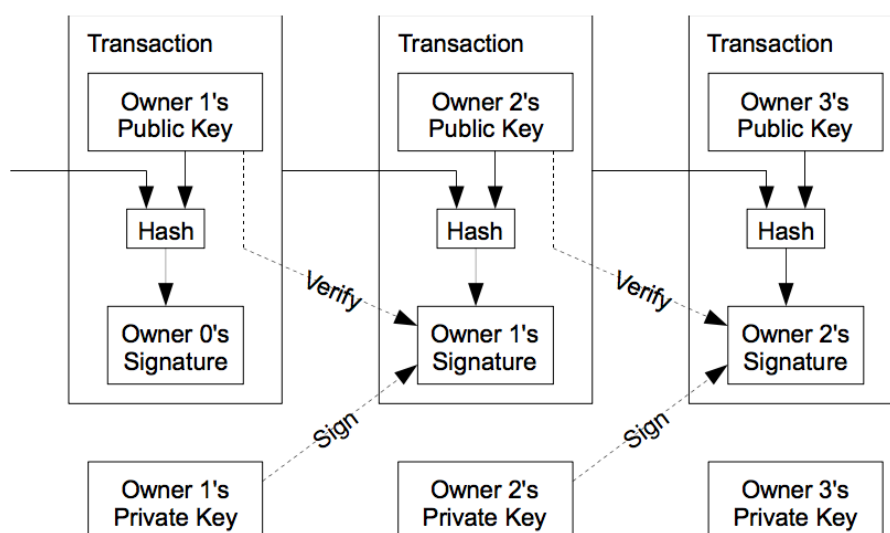 Transaction
Owner 1's
Public Key
Hash
Owner 0's
Signature
Transaction
Owner 2's
Public Key
Hash
Verify
Owner 1's
Signature
Sign
Transaction
Owner 3's
Public Key
Hash
Verify
Owner 2's
Signature
Sign
Owner 1's
Private Key
Owner 2's
Private Key
Owner 3's
Private Key